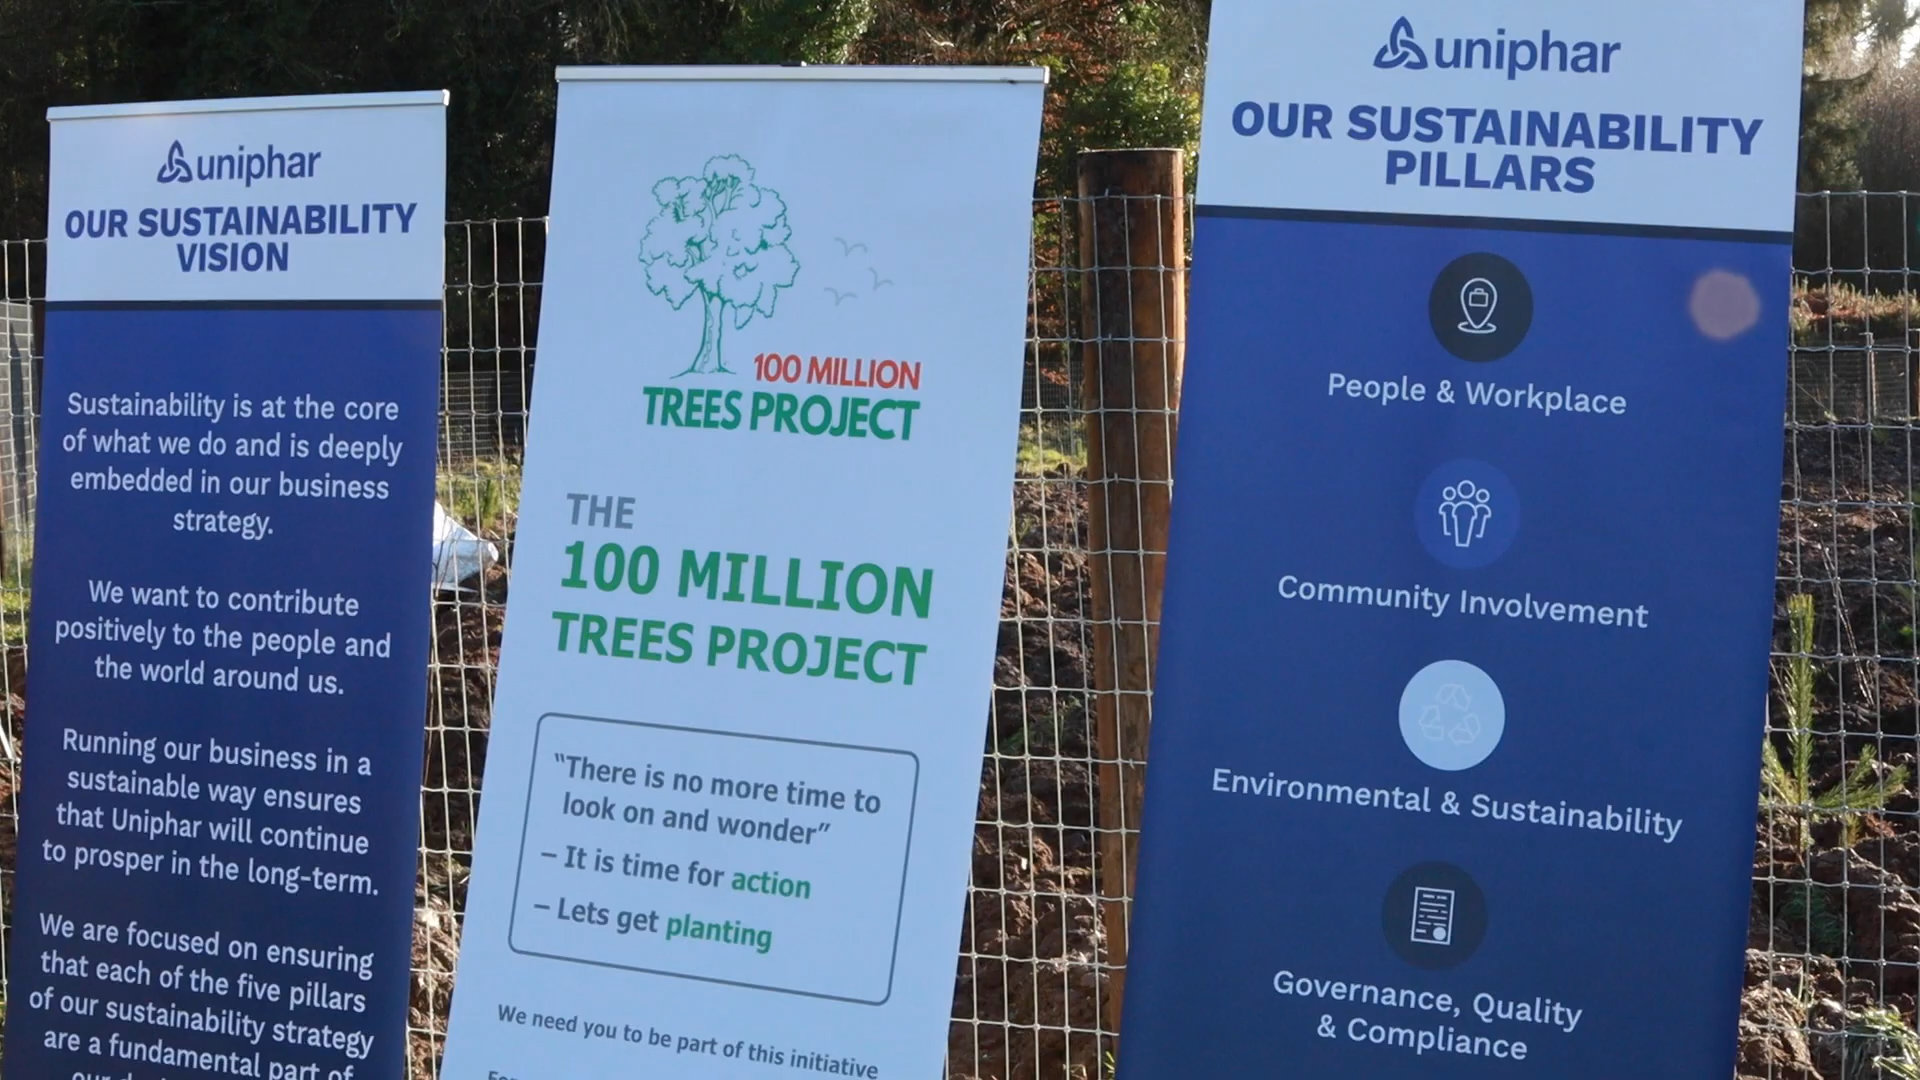 uniphar
OUR SUSTAINABILITY
VISION
Sustainability is at the core
of what we do and is deeply
embedded in our business
strategy.
We want to contribute
positively to the people and
the world around us.
Running our business in a
sustainable way ensures
that Uniphar will continue
to prosper in the long-term.
We are focused on ensuring
that each of the five pillars
of our sustainability strategy
are a fundamental part of
100 MILLION
TREES PROJECT
THE
100 MILLION
TREES PROJECT
“There is no more time to
look on and wonder”
– It is time for action
– Lets get planting
We need you to be part of this initiative
uniphar
OUR SUSTAINABILITY
PILLARS
People & Workplace
Community Involvement
Environmental & Sustainability
Governance, Quality
& Compliance